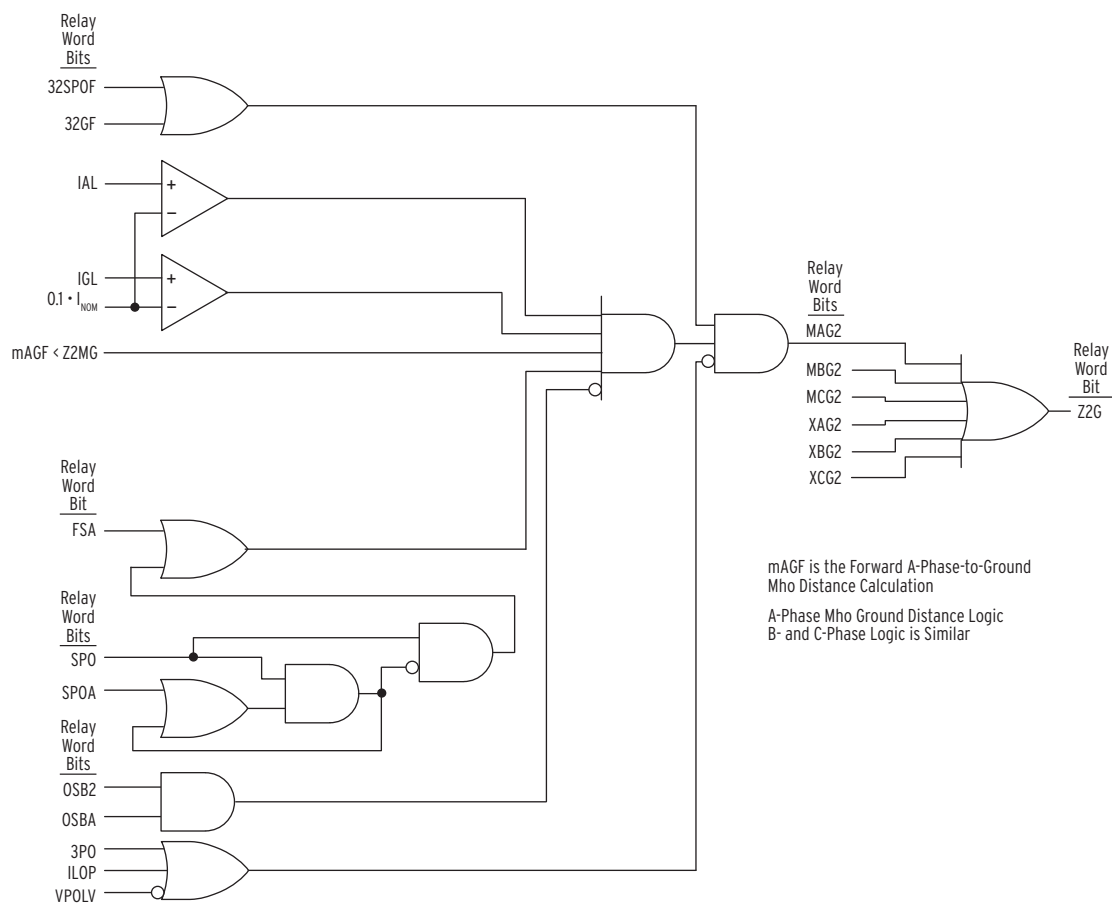 Relay
Word
Bits
32SPOF
32GF
IAL
+
−
IGL
+
0.1 • INOM
−
mAGF < Z2MG
Relay
Word
Bits
MAG2
MBG2
MCG2
XAG2
XBG2
XCG2
Relay
Word
Bit
Z2G
Relay
Word
Bit
FSA
mAGF is the Forward A-Phase-to-Ground
Mho Distance Calculation
A-Phase Mho Ground Distance Logic
B- and C-Phase Logic is Similar
Relay
Word
Bits
SPO
SPOA
Relay
Word
Bits
OSB2
OSBA
3PO
ILOP
VPOLV